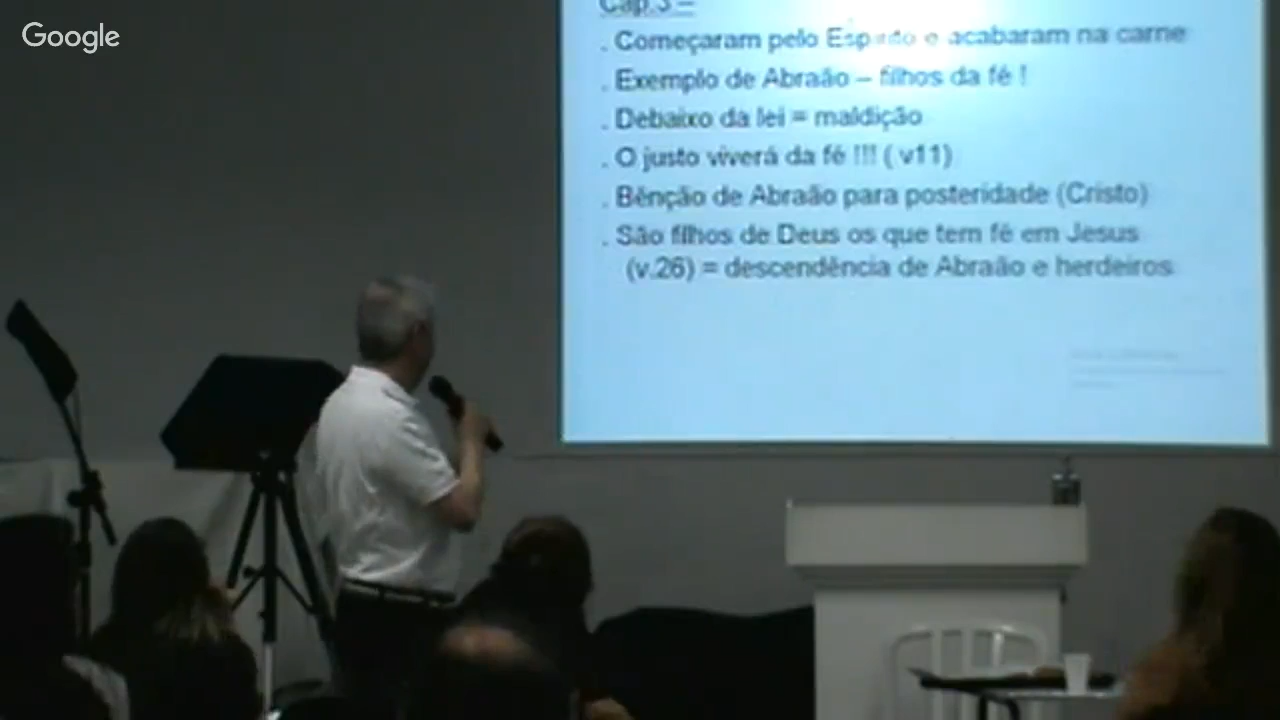 Google
Cap.3 –
. Começaram pelo Espírito e acabaram na carne
. Exemplo de Abraão – filhos da fé !
. Debaixo da lei = maldição
. O justo viverá da fé !!! ( v11)
. Bênção de Abraão para posteridade (Cristo)
. São filhos de Deus os que tem fé em Jesus
(v.26) = descendência de Abraão e herdeiros